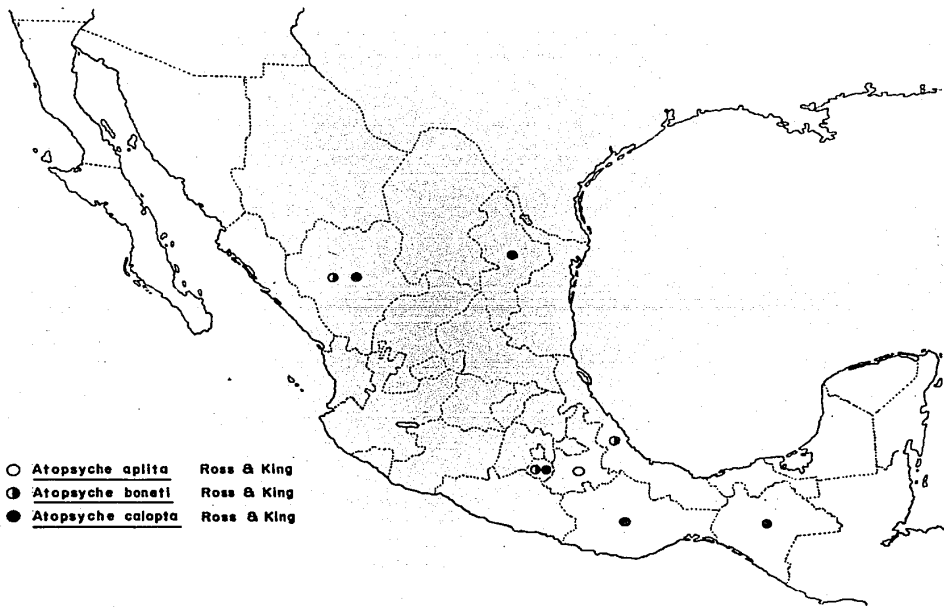 Atopsyche aplita Ross & King
Atopsyche boneti Ross & King
Atopsyche calopta Ross & King